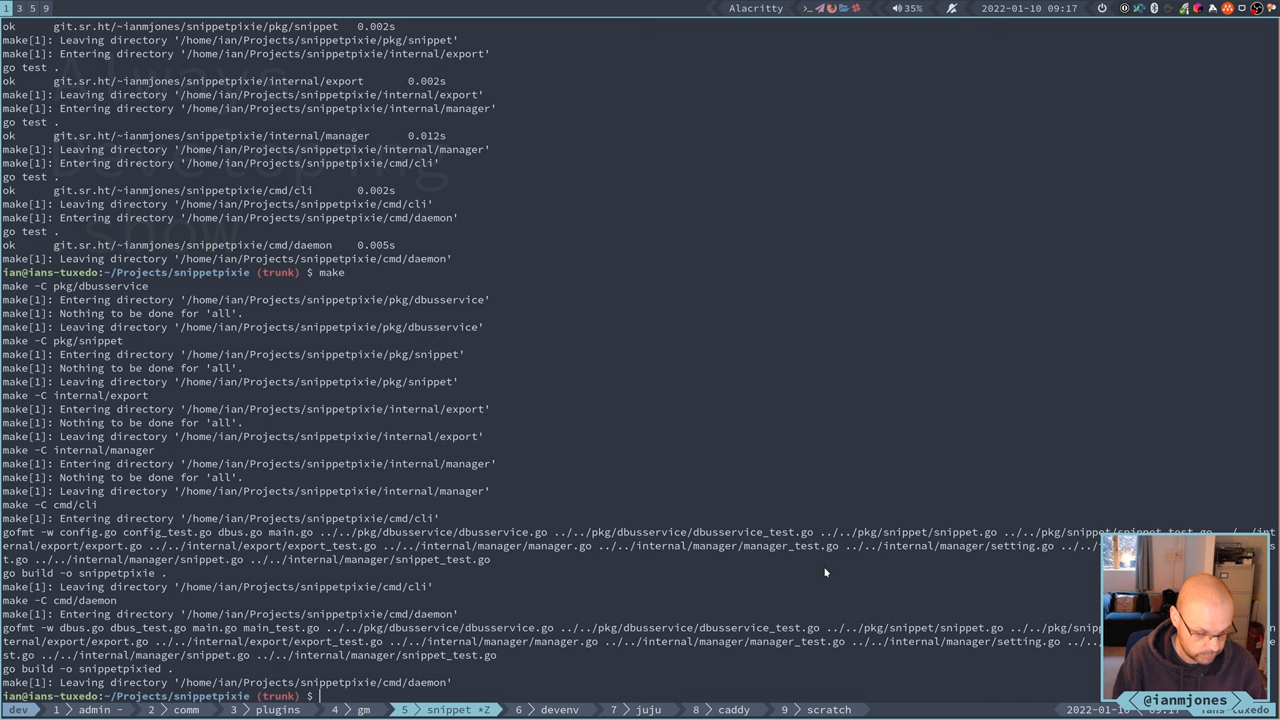 1 3 5 9 Alacritty 35% 2022-01-10 09:17
ok git.sr.ht/~ianmjones/snippetpixie/pkg/snippet 0.002s
make[1]: Leaving directory '/home/ian/Projects/snippetpixie/pkg/snippet'
make[1]: Entering directory '/home/ian/Projects/snippetpixie/internal/export'
go test .
ok git.sr.ht/~ianmjones/snippetpixie/internal/export 0.002s
make[1]: Leaving directory '/home/ian/Projects/snippetpixie/internal/export'
make[1]: Entering directory '/home/ian/Projects/snippetpixie/internal/manager'
go test .
ok git.sr.ht/~ianmjones/snippetpixie/internal/manager 0.012s
make[1]: Leaving directory '/home/ian/Projects/snippetpixie/internal/manager'
make[1]: Entering directory '/home/ian/Projects/snippetpixie/cmd/cli'
go test .
ok git.sr.ht/~ianmjones/snippetpixie/cmd/cli 0.002s
make[1]: Leaving directory '/home/ian/Projects/snippetpixie/cmd/cli'
make[1]: Entering directory '/home/ian/Projects/snippetpixie/cmd/daemon'
go test .
ok git.sr.ht/~ianmjones/snippetpixie/cmd/daemon 0.005s
make[1]: Leaving directory '/home/ian/Projects/snippetpixie/cmd/daemon'
ian@ians-tuxedo:~/Projects/snippetpixie (trunk) $ make
make -C pkg/dbusservice
make[1]: Entering directory '/home/ian/Projects/snippetpixie/pkg/dbusservice'
make[1]: Nothing to be done for 'all'.
make[1]: Leaving directory '/home/ian/Projects/snippetpixie/pkg/dbusservice'
make -C pkg/snippet
make[1]: Entering directory '/home/ian/Projects/snippetpixie/pkg/snippet'
make[1]: Nothing to be done for 'all'.
make[1]: Leaving directory '/home/ian/Projects/snippetpixie/pkg/snippet'
make -C internal/export
make[1]: Entering directory '/home/ian/Projects/snippetpixie/internal/export'
make[1]: Nothing to be done for 'all'.
make[1]: Leaving directory '/home/ian/Projects/snippetpixie/internal/export'
make -C internal/manager
make[1]: Entering directory '/home/ian/Projects/snippetpixie/internal/manager'
make[1]: Nothing to be done for 'all'.
make[1]: Leaving directory '/home/ian/Projects/snippetpixie/internal/manager'
make -C cmd/cli
make[1]: Entering directory '/home/ian/Projects/snippetpixie/cmd/cli'
gofmt -w config.go config_test.go dbus.go main.go ../../pkg/dbusservice/dbusservice.go ../../pkg/dbusservice/dbusservice_test.go ../../pkg/snippet/snippet.go ../../pkg/snippet/snippet_test.go ../../int
ernal/export/export.go ../../internal/export/export_test.go ../../internal/manager/manager.go ../../internal/manager/manager_test.go ../../internal/manager/setting.go ../../
st.go ../../internal/manager/snippet.go ../../internal/manager/snippet_test.go
go build -o snippetpixie .
make[1]: Leaving directory '/home/ian/Projects/snippetpixie/cmd/cli'
make -C cmd/daemon
make[1]: Entering directory '/home/ian/Projects/snippetpixie/cmd/daemon'
gofmt -w dbus.go dbus_test.go main.go main_test.go ../../pkg/dbusservice/dbusservice.go ../../pkg/dbusservice/dbusservice_test.go ../../pkg/snippet/snippet.go ../../pkg/snipp
ternal/export/export.go ../../internal/export/export_test.go ../../internal/manager/manager.go ../../internal/manager/manager_test.go ../../internal/manager/setting.go ../../
est.go ../../internal/manager/snippet.go ../../internal/manager/snippet_test.go
go build -o snippetpixied .
make[1]: Leaving directory '/home/ian/Projects/snippetpixie/cmd/daemon'
ian@ians-tuxedo:~/Projects/snippetpixie (trunk) $
@ianmjones
dev 1 admin - 2 comm 3 plugins 4 gm 5 snippet *Z 6 devenv 7 juju 8 caddy 9 scratch 2022-01-10 09:17 ians-tuxedo